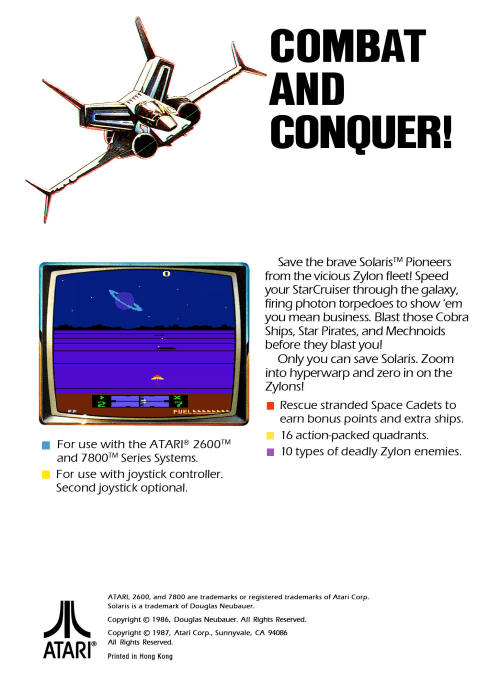 COMBAT
AND
CONQUER!
Save the brave Solaris™ Pioneers
from the vicious Zylon fleet! Speed
your StarCruiser through the galaxy,
firing photon torpedoes to show 'em
you mean business. Blast those Cobra
Ships, Star Pirates, and Mechnoids
before they blast you!
Only you can save Solaris. Zoom
into hyperwarp and zero in on the
Zylons!
Rescue stranded Space Cadets to
earn bonus points and extra ships.
16 action-packed quadrants.
10 types of deadly Zylon enemies.
0
2 7
FUEL
For use with the ATARI® 2600™
and 7800™ Series Systems.
For use with joystick controller.
Second joystick optional.
ATARI, 2600, and 7800 are trademarks or registered trademarks of Atari Corp.
Solaris is a trademark of Douglas Neubauer.
Copyright © 1986, Douglas Neubauer. All Rights Reserved.
Copyright © 1987, Atari Corp., Sunnyvale, CA 94086
All Rights Reserved.
Printed in Hong Kong
ATARI®